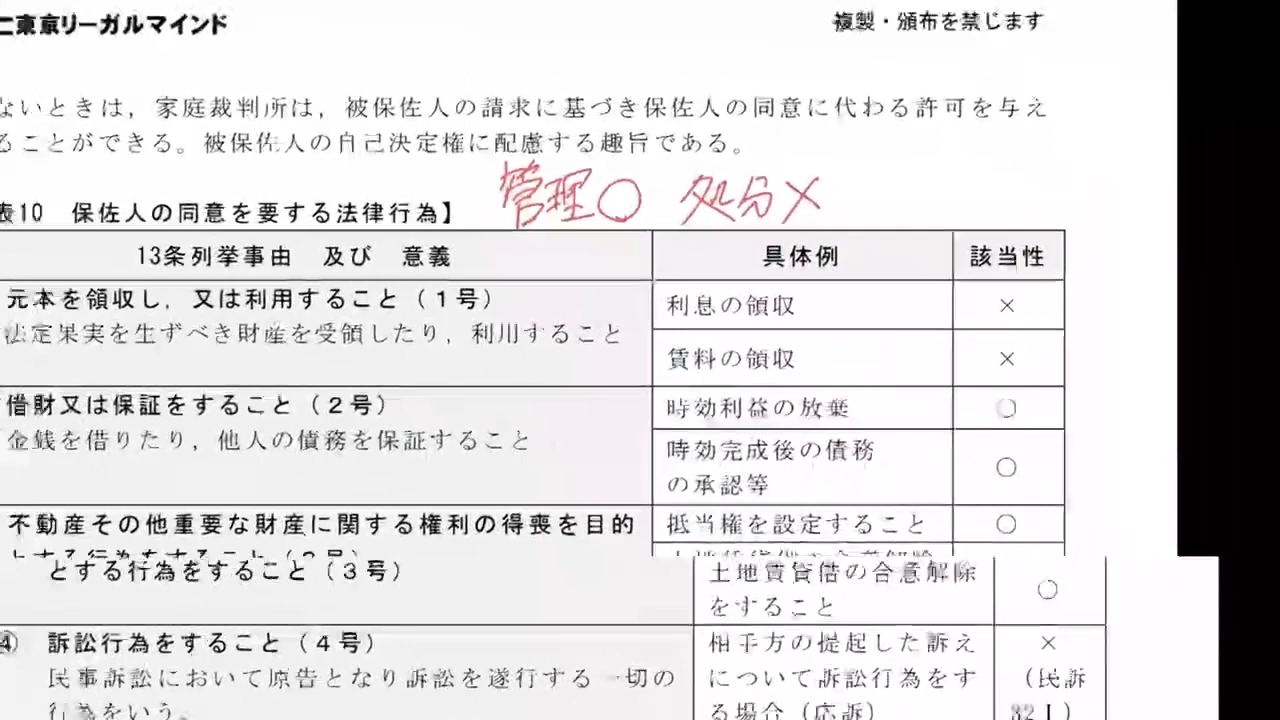 東京リーガルマインド
複製・頒布を禁じます
ないときは，家庭裁判所は，被保佐人の請求に基づき保佐人の同意に代わる許可を与え
ることができる。被保佐人の自己決定権に配慮する趣旨である。
管理○ 処分×
表10 保佐人の同意を要する法律行為】
13条列挙事由 及び 意義
具体例
該当性
元本を領収し，又は利用すること（1号）
法定果実を生ずべき財産を受領したり，利用すること
利息の領収
×
賃料の領収
×
借財又は保証をすること（2号）
金銭を借りたり，他人の債務を保証すること
時効利益の放棄
○
時効完成後の債務
の承認等
○
不動産その他重要な財産に関する権利の得喪を目的
とする行為をすること（3号）
抵当権を設定すること
○
土地賃貸借の合意解除
をすること
○
④ 訴訟行為をすること（4号）
民事訴訟において原告となり訴訟を遂行する一切の
行為をいう。
相手方の提起した訴え
について訴訟行為をす
る場合（応訴）
×
（民訴
32Ⅰ）